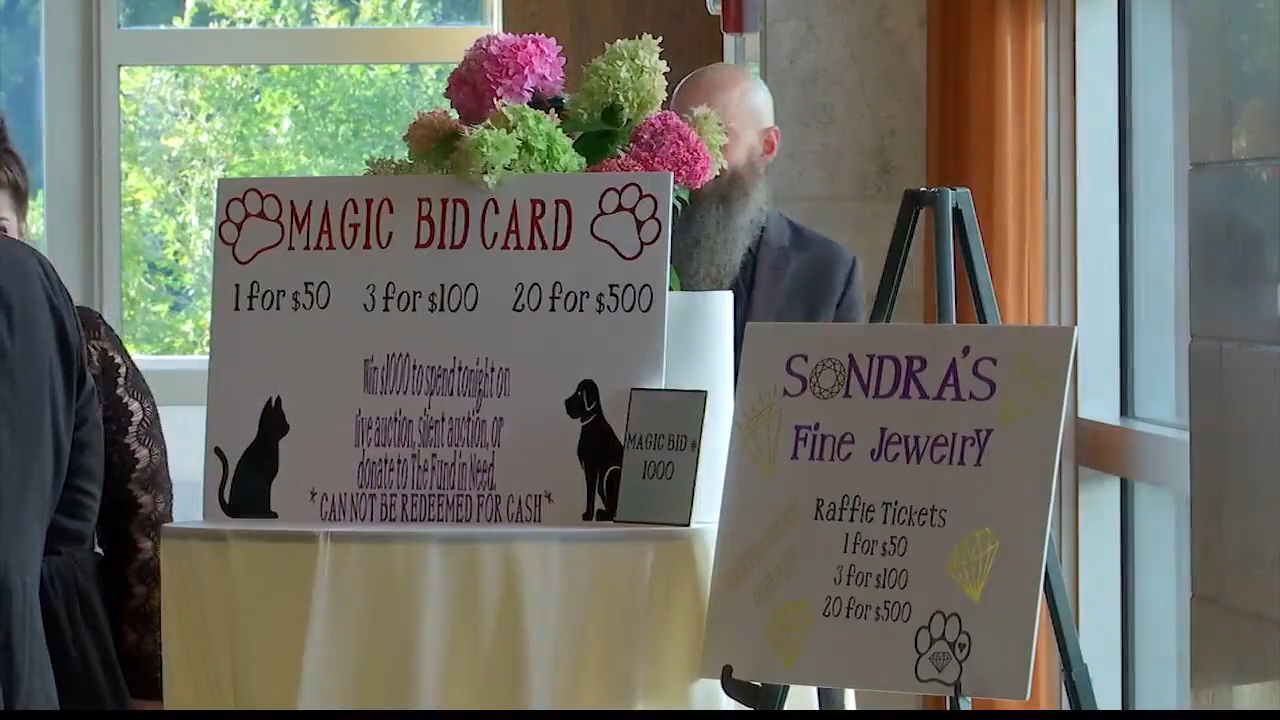 MAGIC BID CARD
1 for $50 3 for $100 20 for $500
Win $1000 to spend tonight on
live auction, silent auction, or
donate to The Fund in Need.
*CAN NOT BE REDEEMED FOR CASH*
MAGIC BID *
1000
SONDRA'S
Fine Jewelry
Raffle Tickets
1 for $50
3 for $100
20 for $500